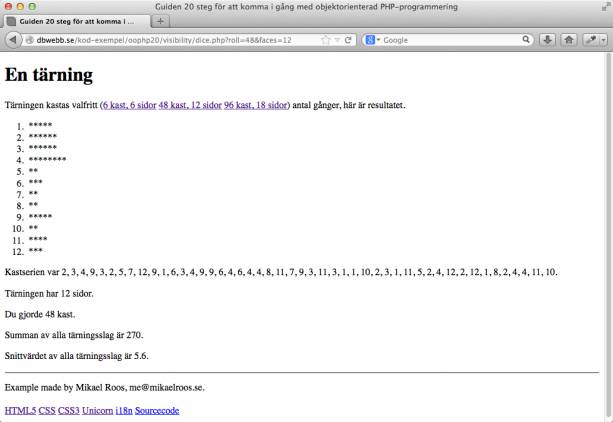 Guiden 20 steg för att komma i gång med objektorienterad PHP-programmering
Guiden 20 steg för att komma i ...
dbwebb.se/kod-exempel/oophp20/visibility/dice.php?roll=48&faces=12
Google
En tärning
Tärningen kastas valfritt (6 kast, 6 sidor 48 kast, 12 sidor 96 kast, 18 sidor) antal gånger, här är resultatet.
1. *****
2. ******
3. ******
4. ********
5. **
6. ***
7. **
8. **
9. *****
10. **
11. ****
12. ***
Kastserien var 2, 3, 4, 9, 3, 2, 5, 7, 12, 9, 1, 6, 3, 4, 9, 9, 6, 4, 6, 4, 4, 8, 11, 7, 9, 3, 11, 3, 1, 1, 10, 2, 3, 1, 11, 5, 2, 4, 12, 2, 12, 1, 8, 2, 4, 4, 11, 10.
Tärningen har 12 sidor.
Du gjorde 48 kast.
Summan av alla tärningsslag är 270.
Snittvärdet av alla tärningsslag är 5.6.
Example made by Mikael Roos, me@mikaelroos.se.
HTML5 CSS CSS3 Unicorn i18n Sourcecode